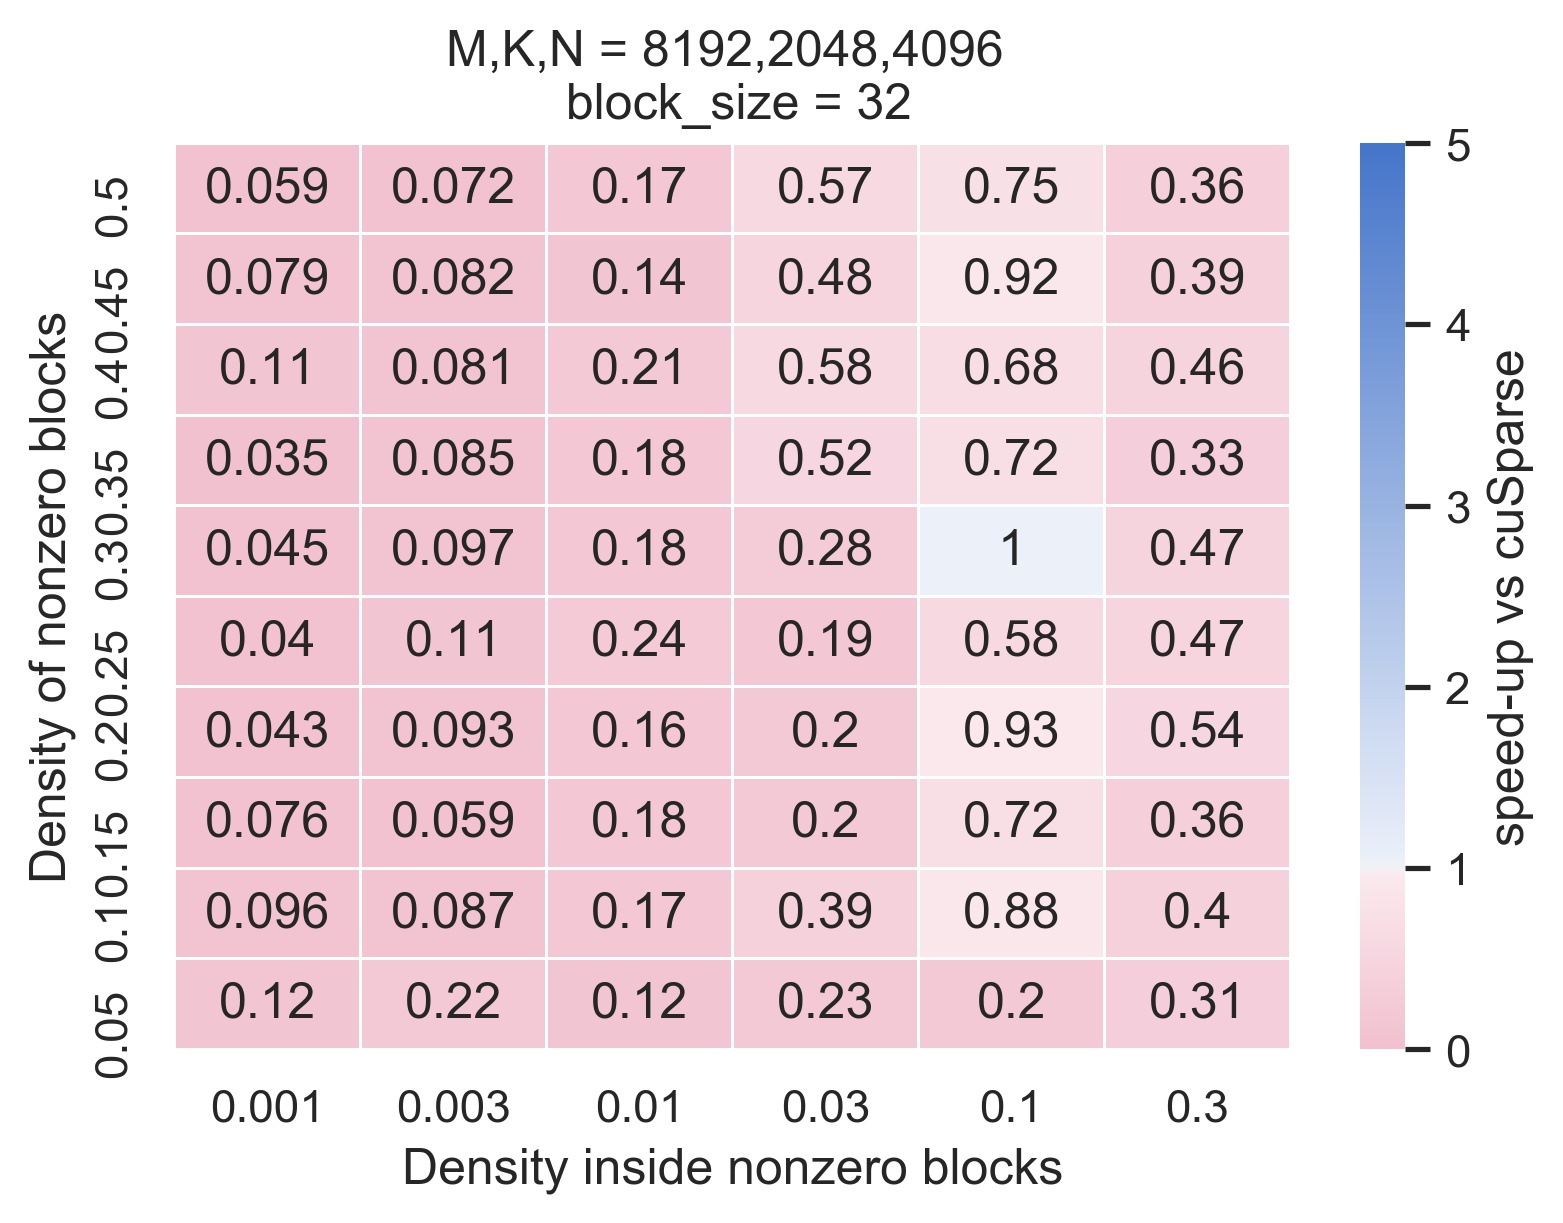 M,K,N = 8192,2048,4096
block_size = 32
Density of nonzero blocks
0.5 0.059 0.072 0.17 0.57 0.75 0.36
0.45 0.079 0.082 0.14 0.48 0.92 0.39
0.4 0.11 0.081 0.21 0.58 0.68 0.46
0.35 0.035 0.085 0.18 0.52 0.72 0.33
0.3 0.045 0.097 0.18 0.28 1 0.47
0.25 0.04 0.11 0.24 0.19 0.58 0.47
0.2 0.043 0.093 0.16 0.2 0.93 0.54
0.15 0.076 0.059 0.18 0.2 0.72 0.36
0.1 0.096 0.087 0.17 0.39 0.88 0.4
0.05 0.12 0.22 0.12 0.23 0.2 0.31
0.001 0.003 0.01 0.03 0.1 0.3
Density inside nonzero blocks
5
4
3
2
1
0
speed-up vs cuSparse